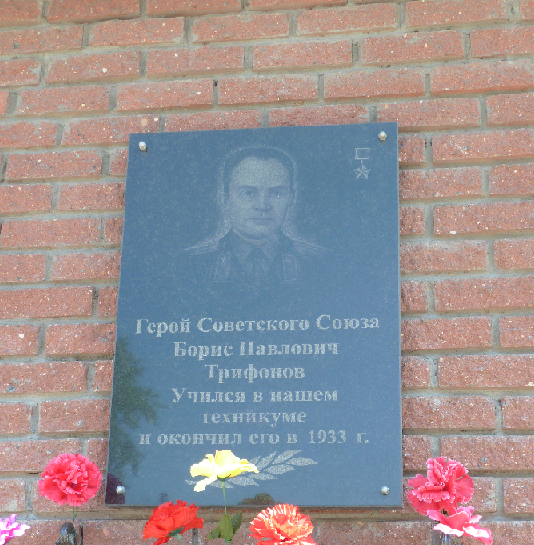 Герой Советского Союза
Борис Павлович
Трифонов
Учился в нашем
техникуме
и окончил его в 1933 г.